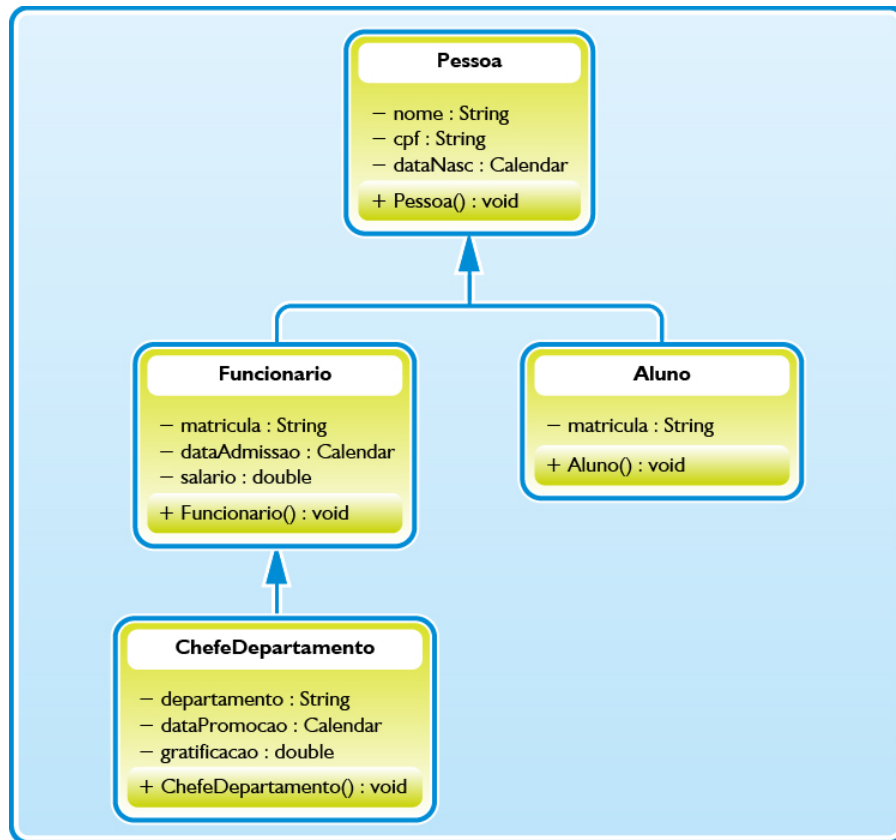 Pessoa
− nome : String
− cpf : String
− dataNasc : Calendar
+ Pessoa() : void
Funcionario
− matricula : String
− dataAdmissao : Calendar
− salario : double
+ Funcionario() : void
Aluno
− matricula : String
+ Aluno() : void
ChefeDepartamento
− departamento : String
− dataPromocao : Calendar
− gratificacao : double
+ ChefeDepartamento() : void